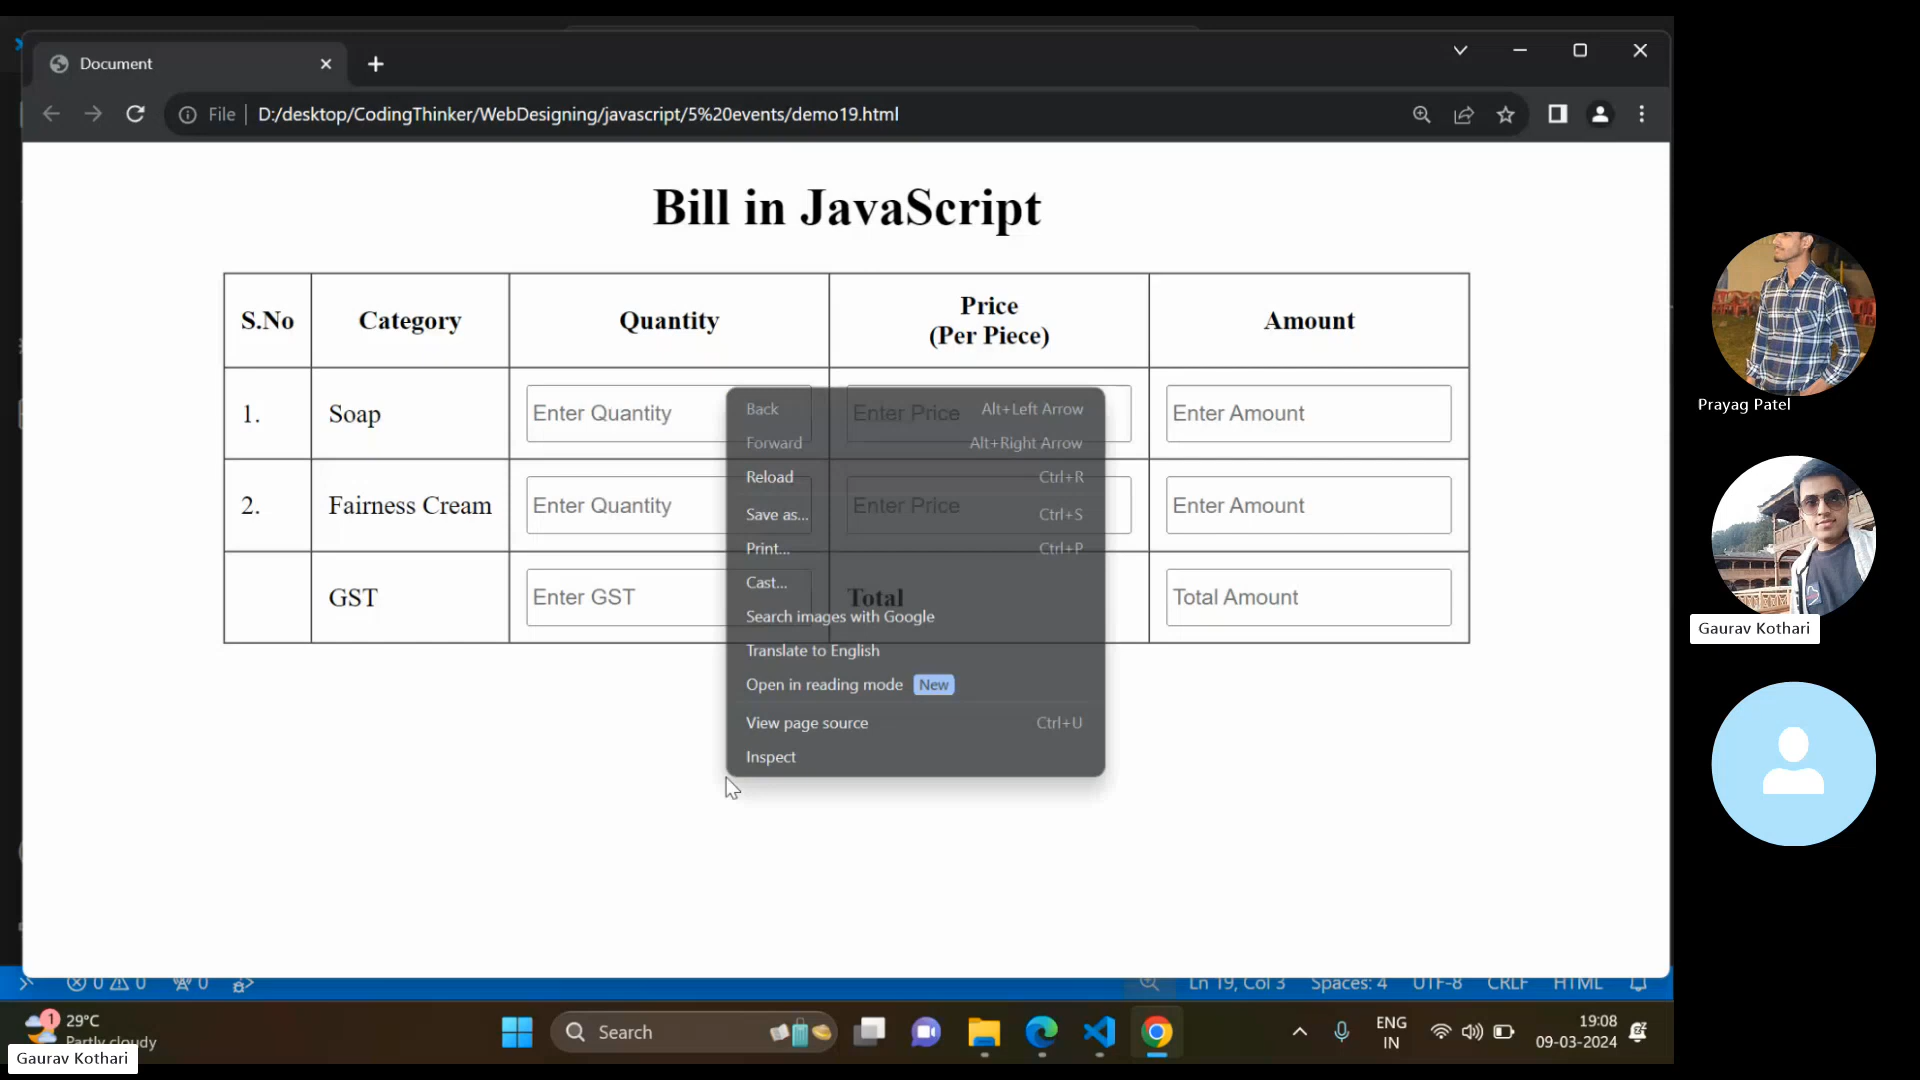 Document
File
D:/desktop/CodingThinker/WebDesigning/javascript/5%20events/demo19.html
Bill in JavaScript
S.No Category Quantity Price (Per Piece) Amount
1. Soap Enter Quantity Enter Price Enter Amount
2. Fairness Cream Enter Quantity Enter Price Enter Amount
GST Enter GST Total Total Amount
Back Alt+Left Arrow
Forward Alt+Right Arrow
Reload Ctrl+R
Save as... Ctrl+S
Print... Ctrl+P
Cast...
Search images with Google
Translate to English
Open in reading mode New
View page source Ctrl+U
Inspect
Prayag Patel
Gaurav Kothari
0 0 0 Ln 19, Col 3 Spaces: 4 UTF-8 CRLF HTML
1
29°C
Partly cloudy
Search
ENG
IN
19:08
09-03-2024
Gaurav Kothari